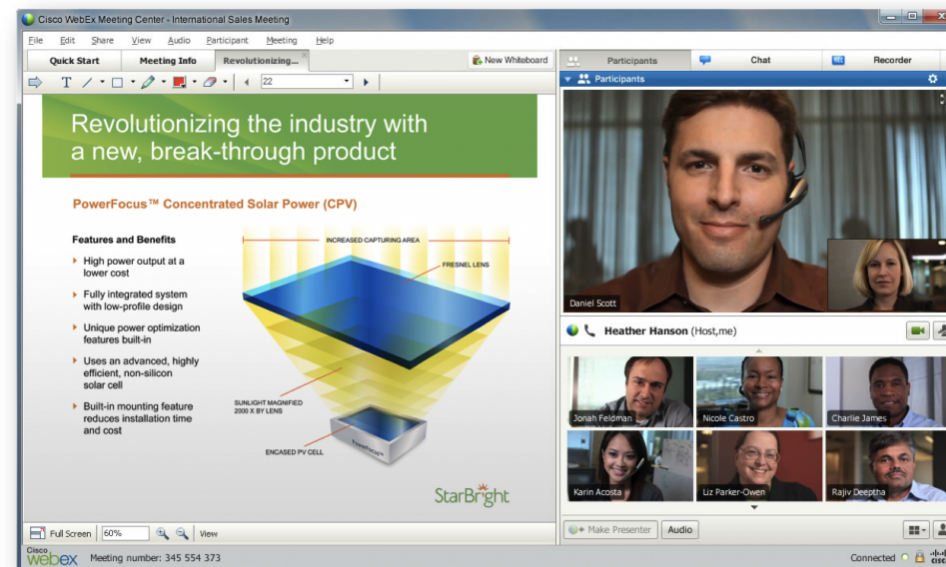 Cisco WebEx Meeting Center - International Sales Meeting
File Edit Share View Audio Participant Meeting Help
Quick Start Meeting Info Revolutionizing... New Whiteboard
T 22
Revolutionizing the industry with
a new, break-through product
PowerFocus™ Concentrated Solar Power (CPV)
Features and Benefits
High power output at a
lower cost
Fully integrated system
with low-profile design
Unique power optimization
features built-in
Uses an advanced, highly
efficient, non-silicon
solar cell
Built-in mounting feature
reduces installation time
and cost
INCREASED CAPTURING AREA
FRESNEL LENS
SUNLIGHT MAGNIFIED
2000 X BY LENS
PowerFocus™
ENCASED PV CELL
StarBright
Full Screen 60% View
Participants Chat Recorder
Participants
Daniel Scott
Heather Hanson (Host,me)
Jonah Feldman Nicole Castro Charlie James
Karin Acosta Liz Parker-Owen Rajiv Deeptha
Make Presenter Audio
Cisco
webex Meeting number: 345 554 373 Connected
cisco